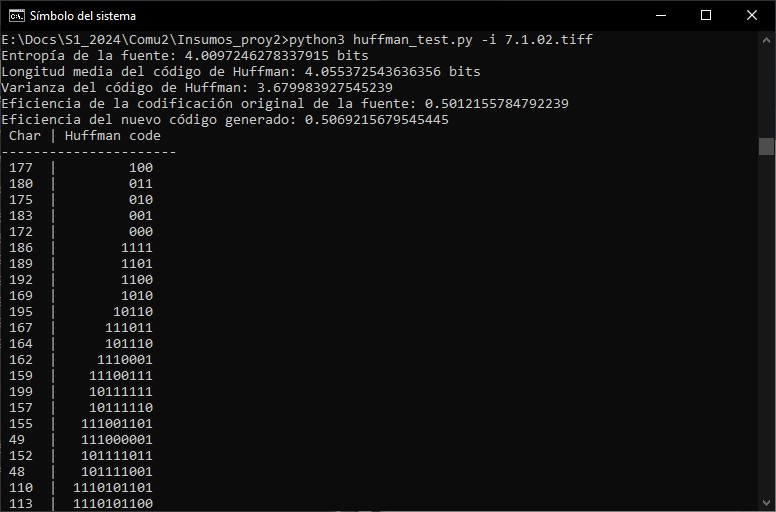 Símbolo del sistema
E:\Docs\S1_2024\Comu2\Insumos_proy2>python3 huffman_test.py -i 7.1.02.tiff
Entropía de la fuente: 4.0097246278337915 bits
Longitud media del código de Huffman: 4.055372543636356 bits
Varianza del código de Huffman: 3.679983927545239
Eficiencia de la codificación original de la fuente: 0.5012155784792239
Eficiencia del nuevo código generado: 0.5069215679545445
Char | Huffman code
----------------------
177 | 100
180 | 011
175 | 010
183 | 001
172 | 000
186 | 1111
189 | 1101
192 | 1100
169 | 1010
195 | 10110
167 | 111011
164 | 101110
162 | 1110001
159 | 11100111
199 | 10111111
157 | 10111110
155 | 111001101
49 | 111000001
152 | 101111011
48 | 101111001
110 | 1110101101
113 | 1110101100